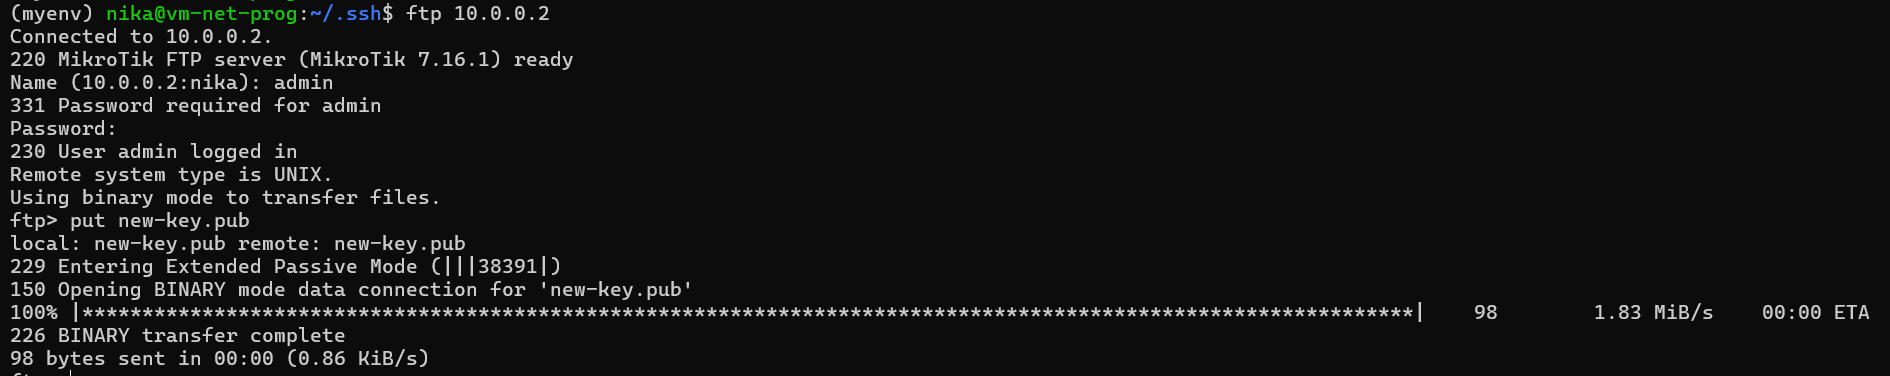 (myenv) nika@vm-net-prog:~/.ssh$ ftp 10.0.0.2
Connected to 10.0.0.2.
220 MikroTik FTP server (MikroTik 7.16.1) ready
Name (10.0.0.2:nika): admin
331 Password required for admin
Password:
230 User admin logged in
Remote system type is UNIX.
Using binary mode to transfer files.
ftp> put new-key.pub
local: new-key.pub remote: new-key.pub
229 Entering Extended Passive Mode (|||38391|)
150 Opening BINARY mode data connection for 'new-key.pub'
100% |***************************************************************************************************************| 98 1.83 MiB/s 00:00 ETA
226 BINARY transfer complete
98 bytes sent in 00:00 (0.86 KiB/s)